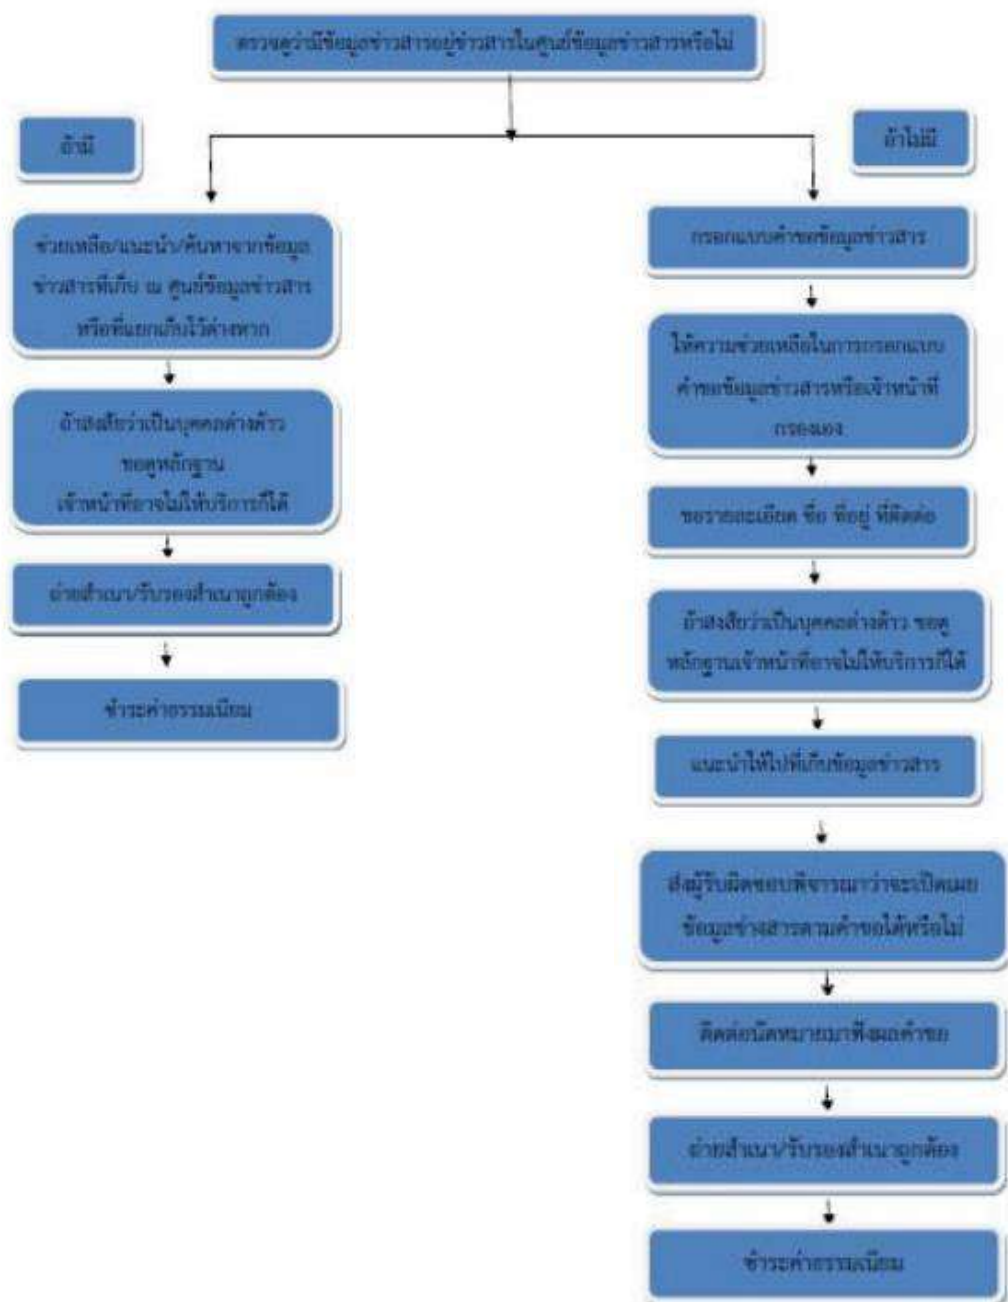 ตรวจดูว่ามีข้อมูลข่าวสารอยู่ข่าวสารในศูนย์ข้อมูลข่าวสารหรือไม่
ถ้ามี
ถ้าไม่มี
ช่วยเหลือ/แนะนำ/ค้นหาจากข้อมูล
ข่าวสารที่เก็บ ณ ศูนย์ข้อมูลข่าวสาร
หรือที่แยกเก็บไว้ต่างหาก
ถ้าสงสัยว่าเป็นบุคคลต่างด้าว
ขอดูหลักฐาน
เจ้าหน้าที่อาจไม่ให้บริการก็ได้
ถ่ายสำเนา/รับรองสำเนาถูกต้อง
ชำระค่าธรรมเนียม
กรอกแบบคำขอข้อมูลข่าวสาร
ให้ความช่วยเหลือในการกรอกแบบ
คำขอข้อมูลข่าวสารหรือเจ้าหน้าที่
กรองเอง
ขอรายละเอียด ชื่อ ที่อยู่ ที่ติดต่อ
ถ้าสงสัยว่าเป็นบุคคลต่างด้าว ขอดู
หลักฐานเจ้าหน้าที่อาจไม่ให้บริการก็ได้
แนะนำให้ไปที่เก็บข้อมูลข่าวสาร
ส่งผู้รับผิดชอบพิจารณาว่าจะเปิดเผย
ข้อมูลข่างสารตามคำขอได้หรือไม่
ติดต่อนัดหมายมาฟังผลคำขอ
ถ่ายสำเนา/รับรองสำเนาถูกต้อง
ชำระค่าธรรมเนียม